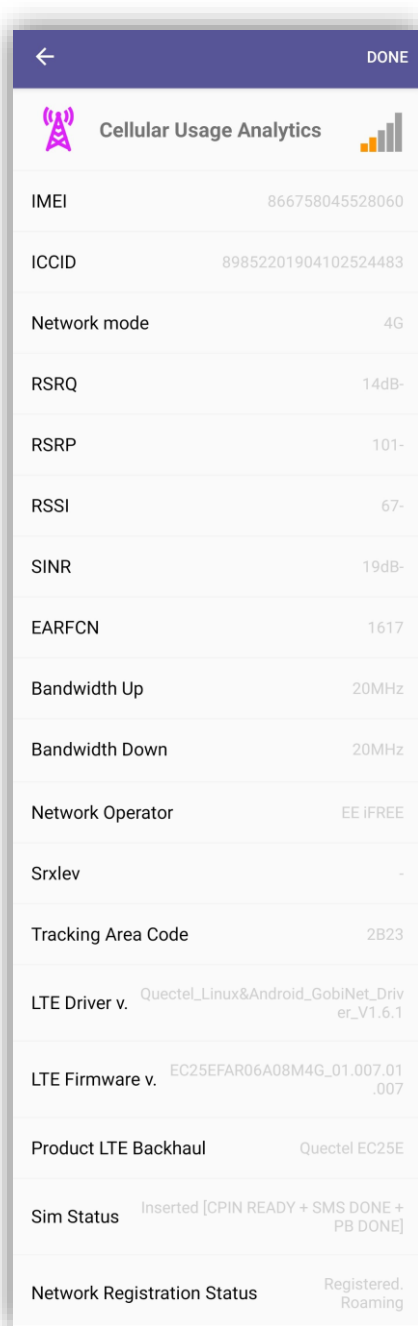 DONE
Cellular Usage Analytics
IMEI 866758045528060
ICCID 89852201904102524483
Network mode 4G
RSRQ 14dB-
RSRP 101-
RSSI 67-
SINR 19dB-
EARFCN 1617
Bandwidth Up 20MHz
Bandwidth Down 20MHz
Network Operator EE iFREE
Srxlev -
Tracking Area Code 2B23
LTE Driver v. Quectel_Linux&Android_GobiNet_Driv
er_V1.6.1
LTE Firmware v. EC25EFAR06A08M4G_01.007.01
.007
Product LTE Backhaul Quectel EC25E
Sim Status Inserted [CPIN READY + SMS DONE +
PB DONE]
Network Registration Status Registered.
Roaming